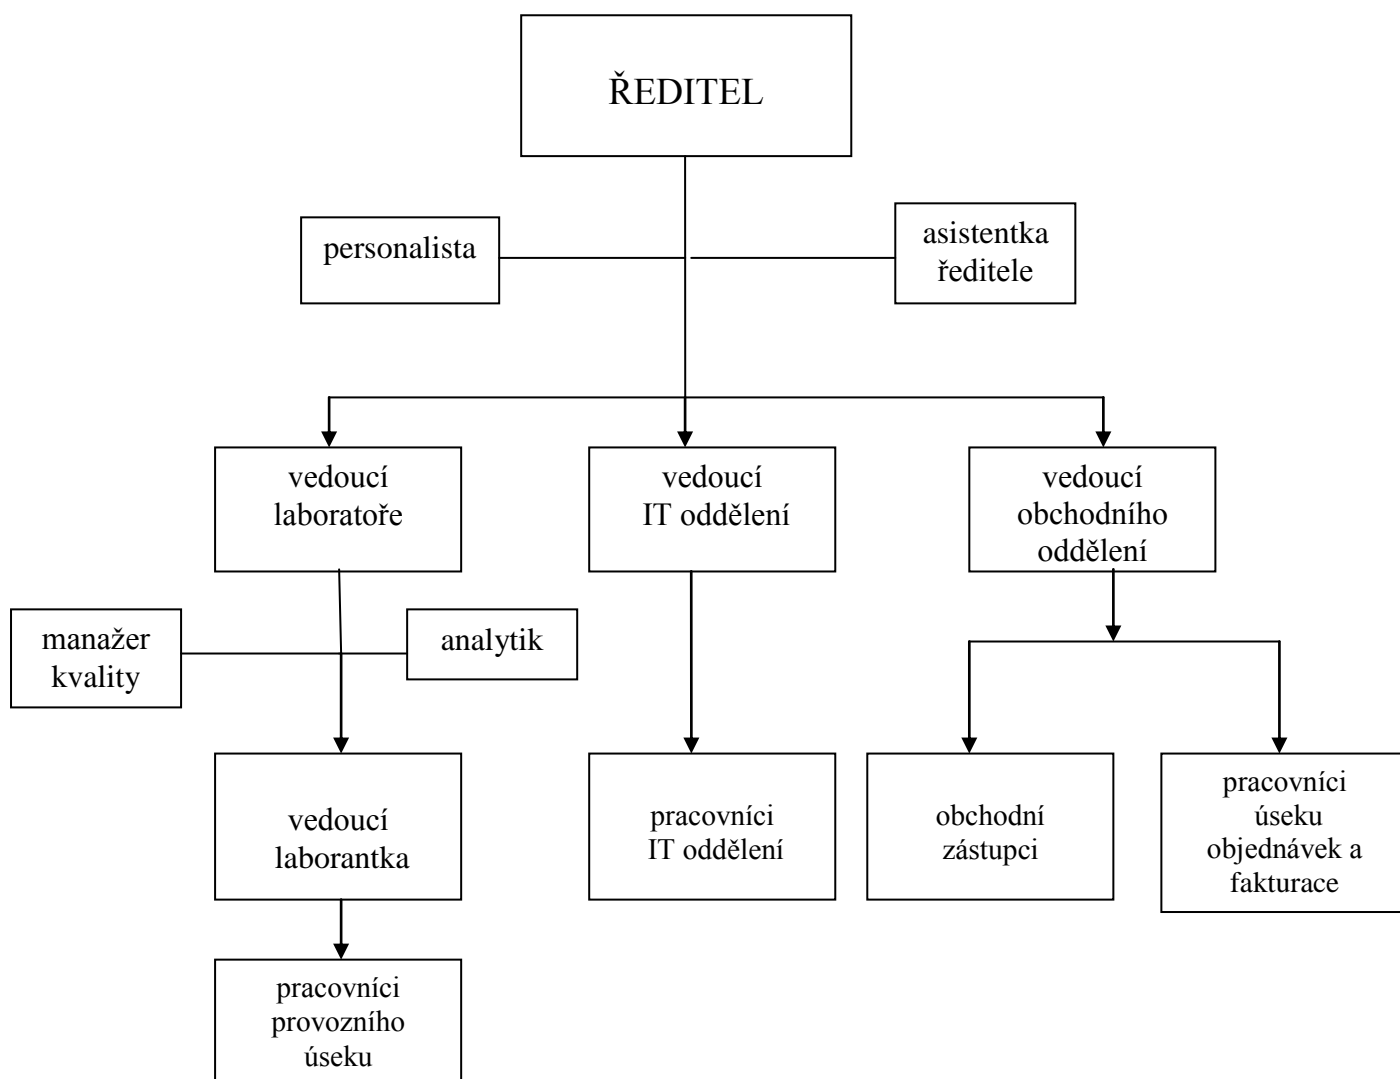 ŘEDITEL
personalista
asistentka
ředitele
vedoucí
laboratoře
vedoucí
IT oddělení
vedoucí
obchodního
oddělení
manažer
kvality
analytik
vedoucí
laborantka
pracovníci
IT oddělení
obchodní
zástupci
pracovníci
úseku
objednávek a
fakturace
pracovníci
provozního
úseku